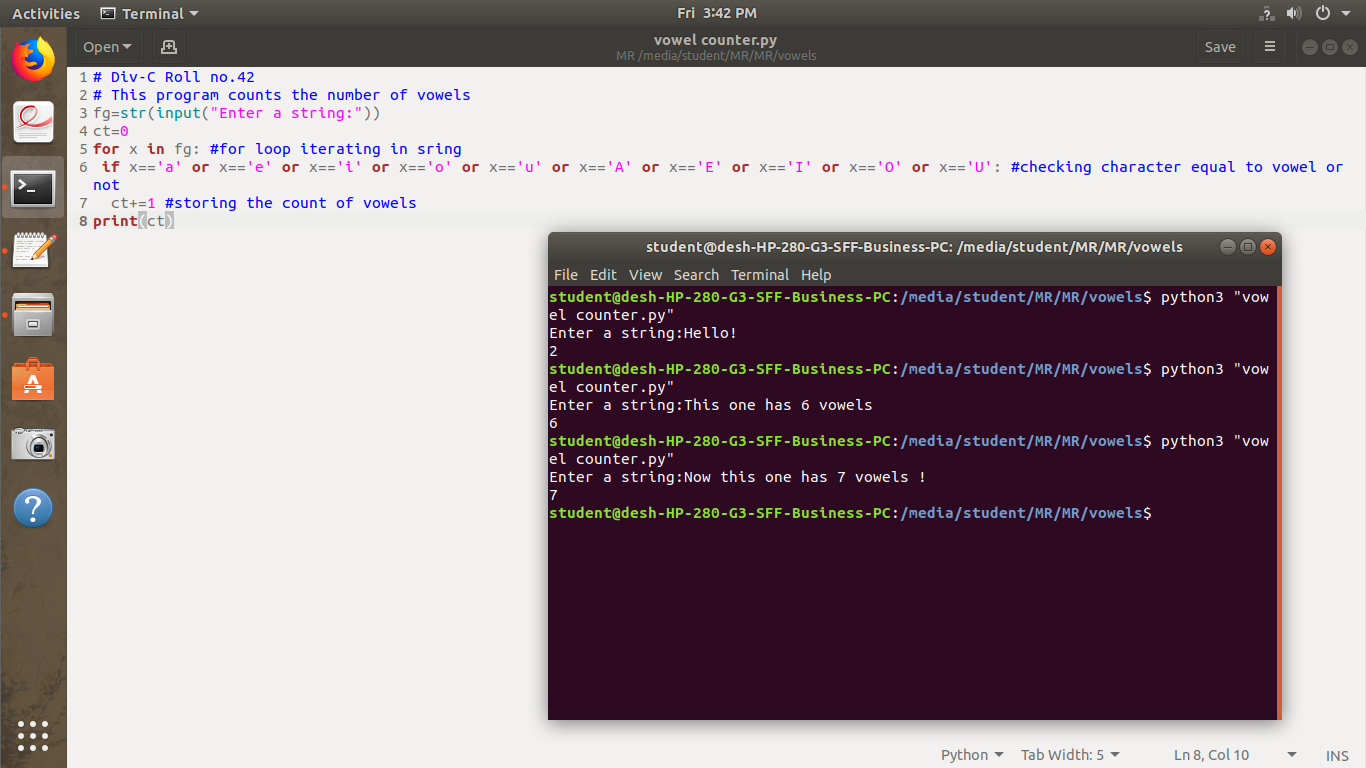 Activities Terminal Fri 3:42 PM
Open vowel counter.py Save
MR /media/student/MR/MR/vowels
1 # Div-C Roll no.42
2 # This program counts the number of vowels
3 fg=str(input("Enter a string:"))
4 ct=0
5 for x in fg: #for loop iterating in sring
6  if x=='a' or x=='e' or x=='i' or x=='o' or x=='u' or x=='A' or x=='E' or x=='I' or x=='O' or x=='U': #checking character equal to vowel or
not
7   ct+=1 #storing the count of vowels
8 print(ct)
student@desh-HP-280-G3-SFF-Business-PC: /media/student/MR/MR/vowels
File Edit View Search Terminal Help
student@desh-HP-280-G3-SFF-Business-PC:/media/student/MR/MR/vowels$ python3 "vow
el counter.py"
Enter a string:Hello!
2
student@desh-HP-280-G3-SFF-Business-PC:/media/student/MR/MR/vowels$ python3 "vow
el counter.py"
Enter a string:This one has 6 vowels
6
student@desh-HP-280-G3-SFF-Business-PC:/media/student/MR/MR/vowels$ python3 "vow
el counter.py"
Enter a string:Now this one has 7 vowels !
7
student@desh-HP-280-G3-SFF-Business-PC:/media/student/MR/MR/vowels$
Python Tab Width: 5 Ln 8, Col 10 INS